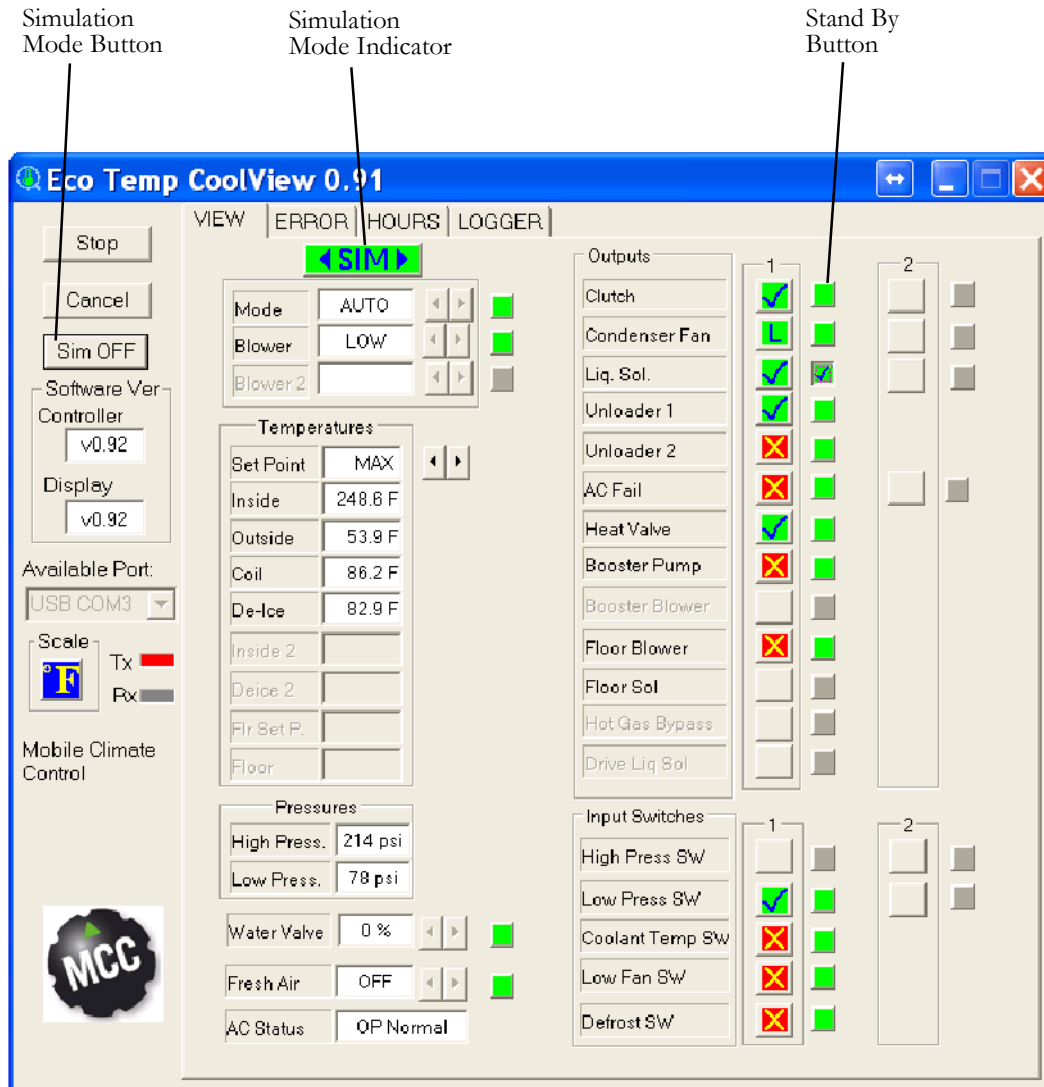 Simulation
Mode Button
Simulation
Mode Indicator
Stand By
Button
Eco Temp CoolView 0.91
VIEW ERROR HOURS LOGGER
Stop
Cancel
Sim OFF
Software Ver
Controller
v0.92
Display
v0.92
Available Port:
USB COM3
Scale
°F
Tx
Rx
Mobile Climate
Control
MCC
SIM
Mode AUTO
Blower LOW
Blower 2
Temperatures
Set Point MAX
Inside 248.6 F
Outside 53.9 F
Coil 86.2 F
De-Ice 82.9 F
Inside 2
Deice 2
Flr Set P.
Floor
Pressures
High Press. 214 psi
Low Press. 78 psi
Water Valve 0 %
Fresh Air OFF
AC Status OP Normal
Outputs 1 2
Clutch
Condenser Fan L
Liq. Sol.
Unloader 1
Unloader 2
AC Fail
Heat Valve
Booster Pump
Booster Blower
Floor Blower
Floor Sol
Hot Gas Bypass
Drive Liq Sol
Input Switches 1 2
High Press SW
Low Press SW
Coolant Temp SW
Low Fan SW
Defrost SW